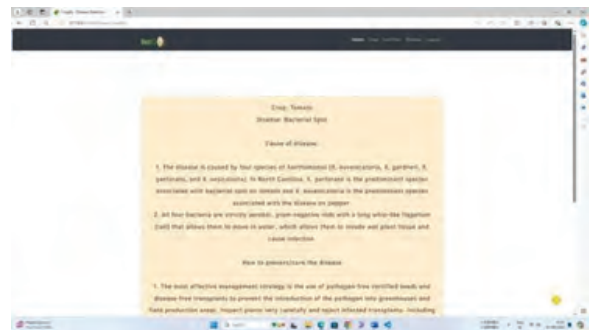 Crop: Tomato
Disease: Bacterial Spot
Cause of disease:
1. The disease is caused by four species of Xanthomonas (X. euvesicatoria, X. gardneri, X.
perforans, and X. vesicatoria). In North Carolina, X. perforans is the predominant species
associated with bacterial spot on tomato and X. euvesicatoria is the predominant species
associated with the disease on pepper
2. All four bacteria are strictly aerobic, gram-negative rods with a long whip-like flagellum
(tail) that allows them to move in water, which allows them to invade wet plant tissue and
cause infection
How to prevent/cure the disease
1. The most effective management strategy is the use of pathogen-free certified seeds and
disease-free transplants to prevent the introduction of the pathogen into greenhouses and
field production areas. Inspect plants very carefully and reject infected transplants- including